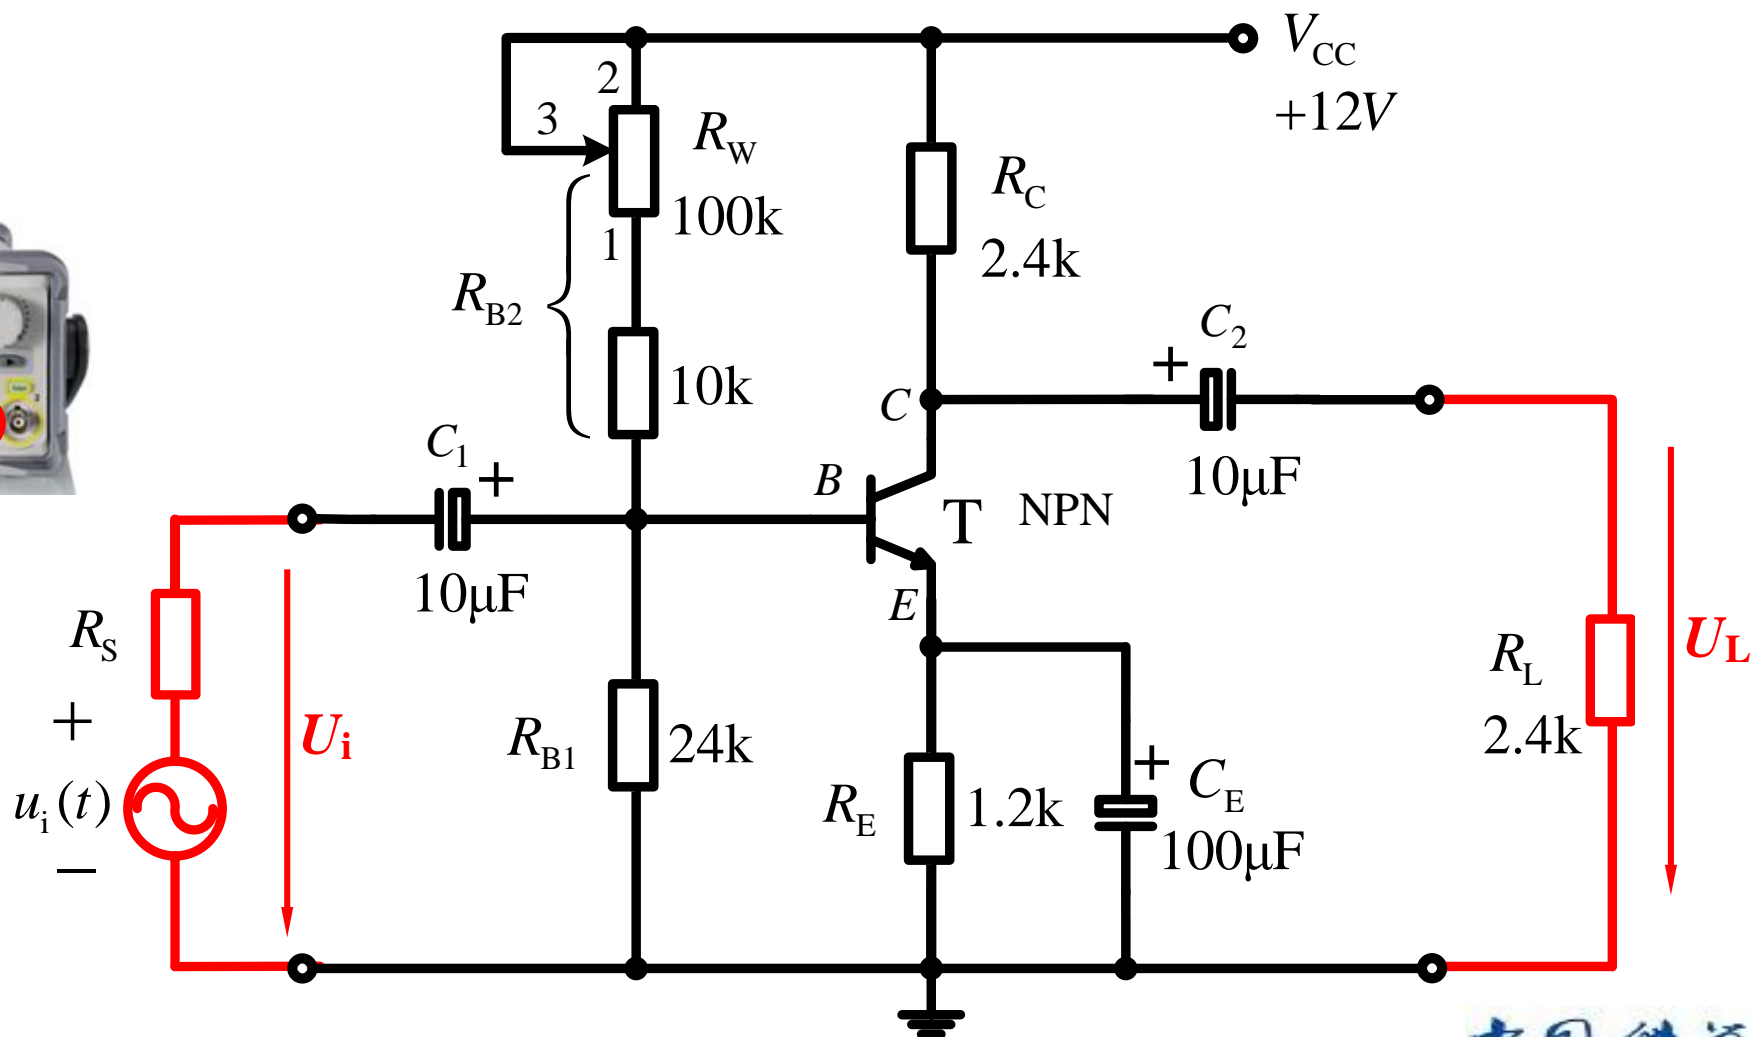 V_CC
+12V
2
3
R_W
100k
1
R_B2
10k
R_C
2.4k
C_2
+
10μF
C
B
T NPN
E
C_1
+
10μF
R_S
+
u_i(t)
−
U_i
R_B1
24k
R_E
1.2k
+
C_E
100μF
R_L
2.4k
U_L